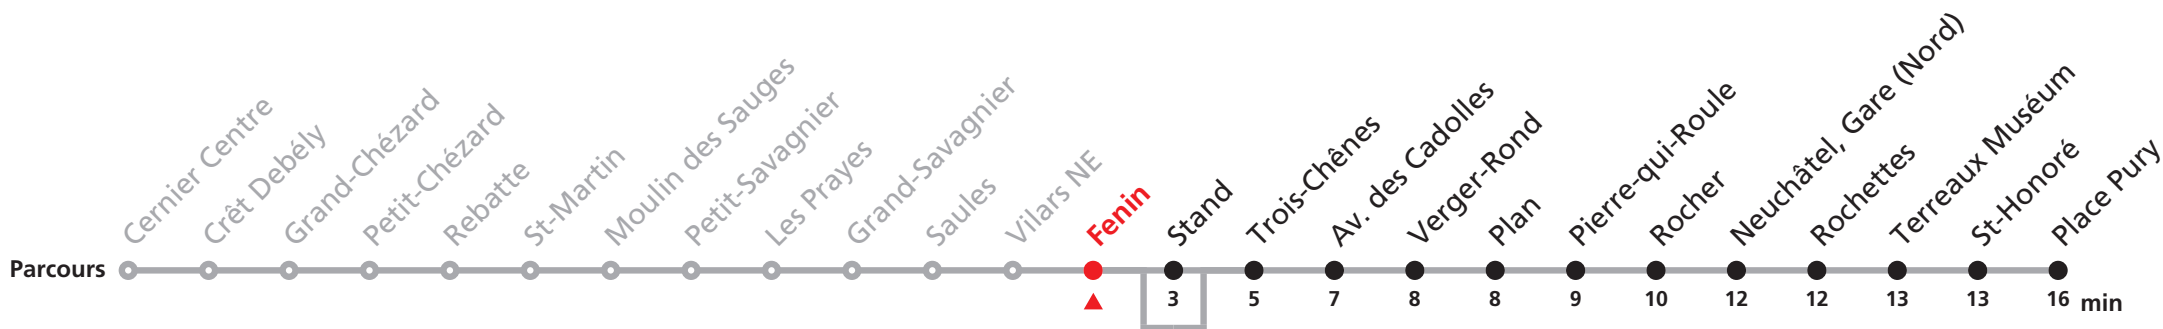 Cernier Centre
Crêt Debély
Grand-Chézard
Petit-Chézard
Rebatte
St-Martin
Moulin des Sauges
Petit-Savagnier
Les Prayes
Grand-Savagnier
Saules
Vilars NE
Fenin
Stand
Trois-Chênes
Av. des Cadolles
Verger-Rond
Plan
Pierre-qui-Roule
Rocher
Neuchâtel, Gare (Nord)
Rochettes
Terreaux Muséum
St-Honoré
Place Pury
Parcours
3 5 7 8 8 9 10 12 12 13 13 16 min